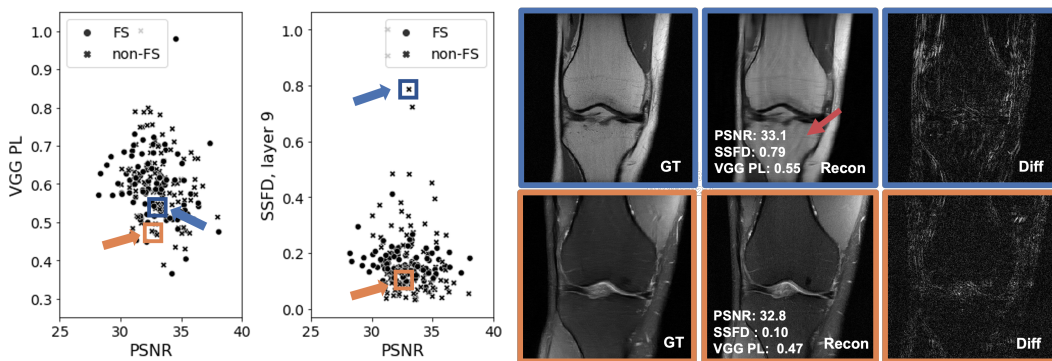 VGG PL
1.0
0.9
0.8
0.7
0.6
0.5
0.4
0.3
FS
non-FS
25
30
35
40
PSNR
SSFD, layer 9
1.0
0.8
0.6
0.4
0.2
0.0
FS
non-FS
25
30
35
40
PSNR
GT
PSNR: 33.1
SSFD: 0.79
VGG PL: 0.55
Recon
Diff
GT
PSNR: 32.8
SSFD : 0.10
VGG PL: 0.47
Recon
Diff